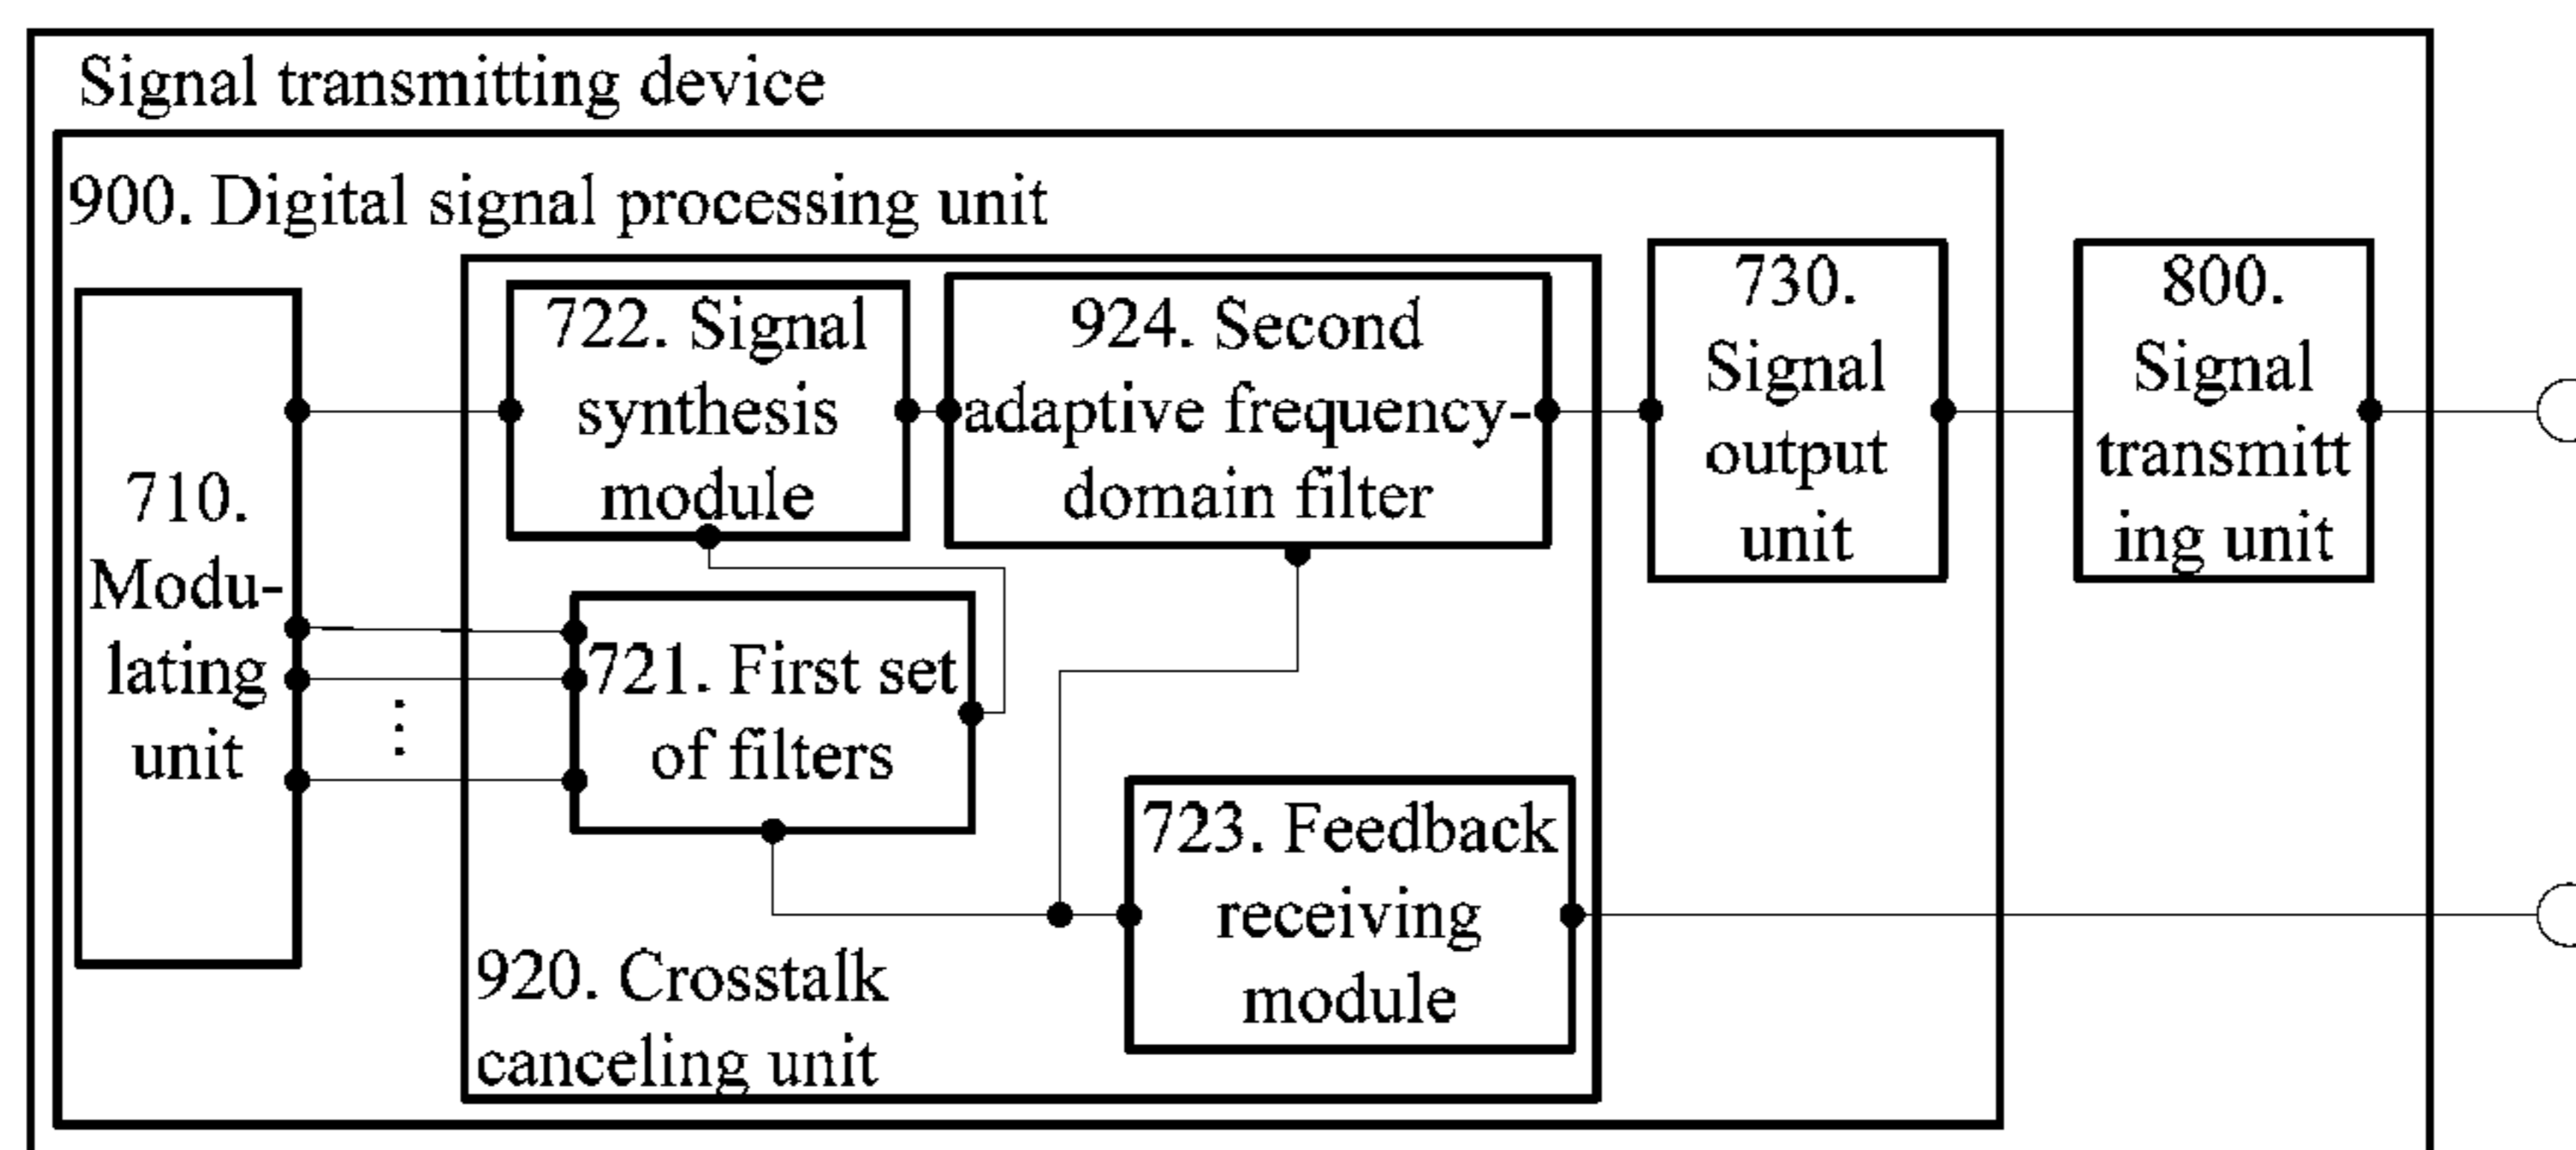 Signal transmitting device
900. Digital signal processing unit
710.
Modu-
lating
unit
722. Signal
synthesis
module
924. Second
adaptive frequency-
domain filter
730.
Signal
output
unit
800.
Signal
transmitt
ing unit
721. First set
of filters
723. Feedback
receiving
module
920. Crosstalk
canceling unit